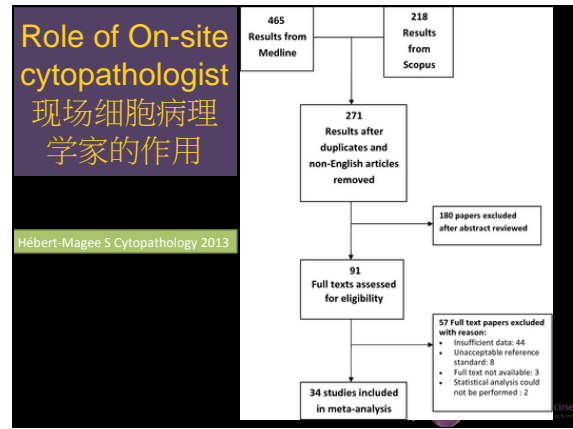 Role of On-site
cytopathologist
现场细胞病理
学家的作用
Hébert-Magee S Cytopathology 2013
465
Results from
Medline
218
Results
from
Scopus
271
Results after
duplicates and
non-English articles
removed
180 papers excluded
after abstract reviewed
91
Full texts assessed
for eligibility
57 Full text papers excluded
with reason:
• Insufficient data: 44
• Unacceptable reference
standard: 8
• Full text not available: 3
• Statistical analysis could
not be performed : 2
34 studies included
in meta-analysis